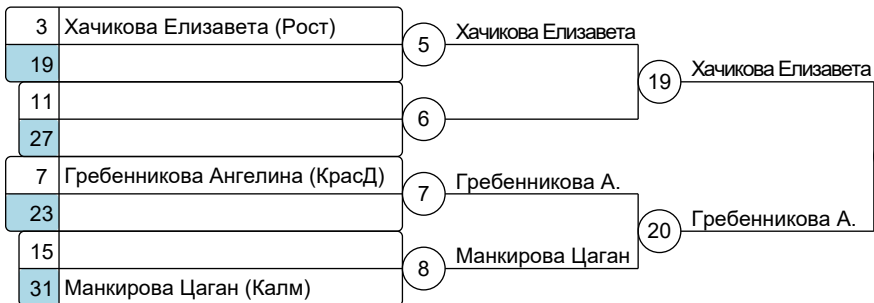 3 Хачикова Елизавета (Рост)
5 Хачикова Елизавета
19
19 Хачикова Елизавета
11
6
27
7 Гребенникова Ангелина (КрасД)
7 Гребенникова А.
23
20 Гребенникова А.
15
8 Манкирова Цаган
31 Манкирова Цаган (Калм)